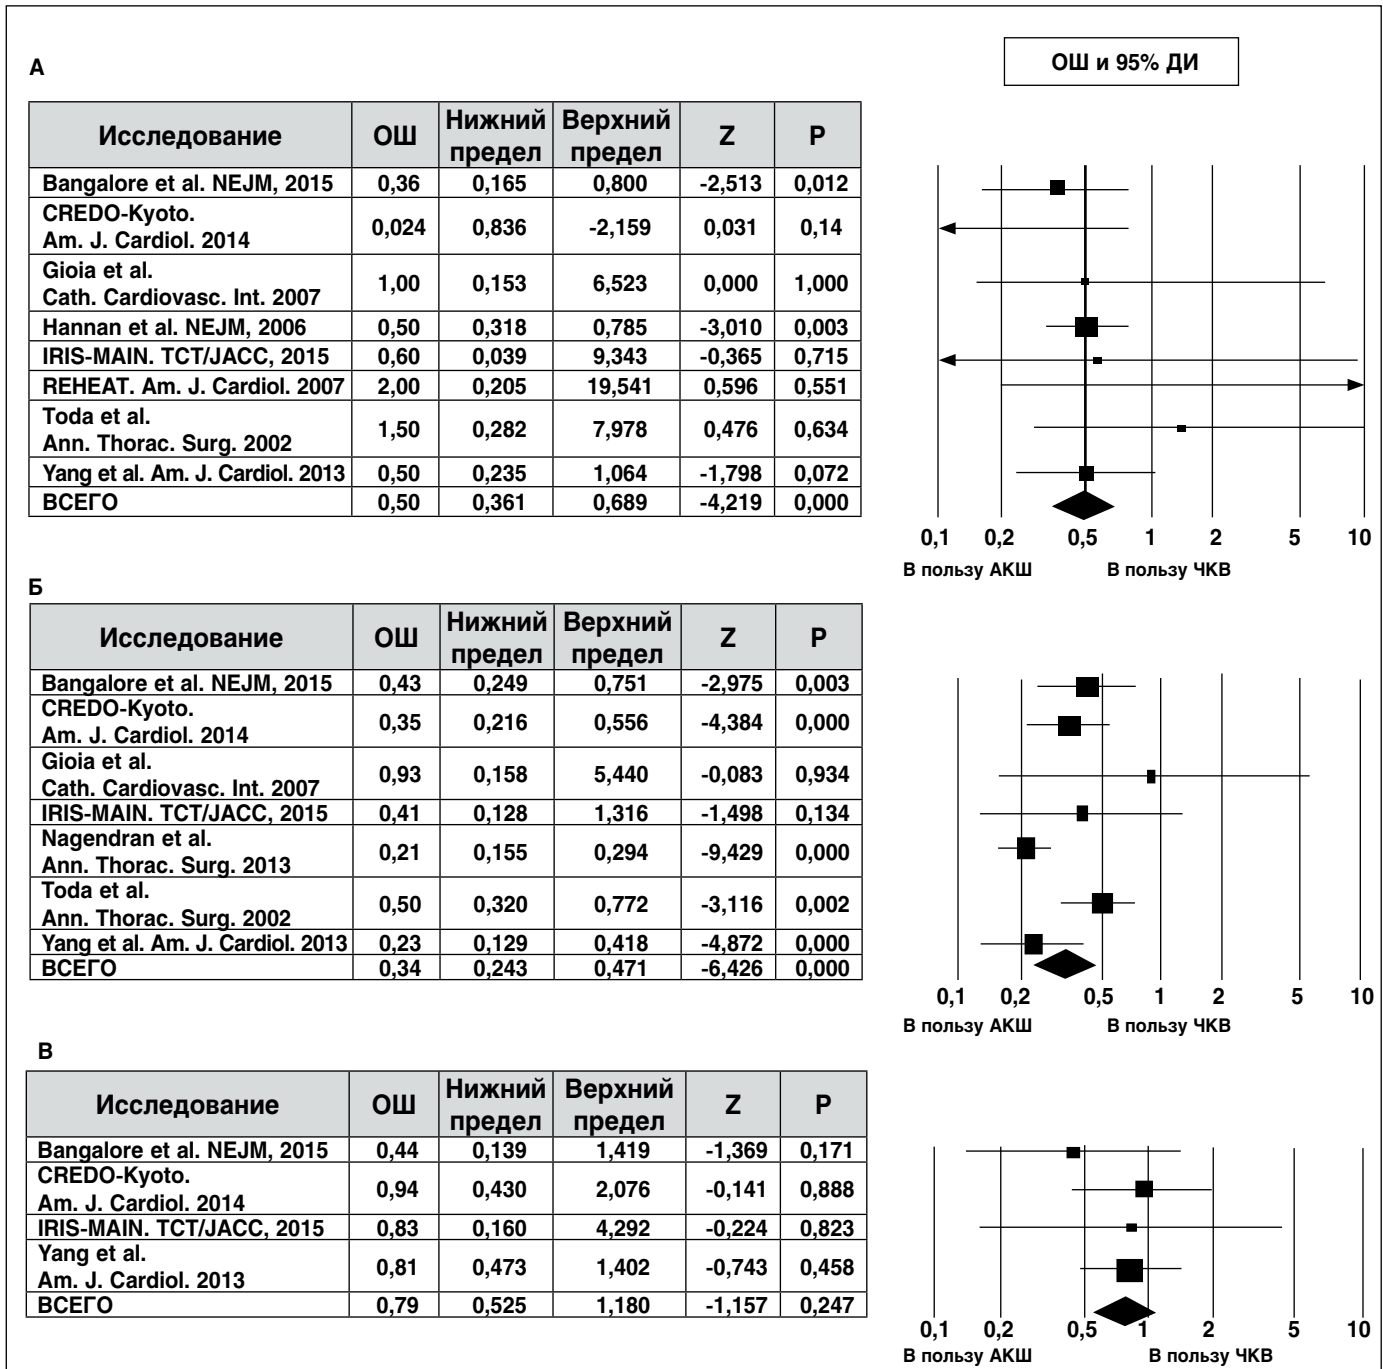 А
ОШ и 95% ДИ
Исследование ОШ Нижний предел Верхний предел Z P
Bangalore et al. NEJM, 2015 0,36 0,165 0,800 -2,513 0,012
CREDO-Kyoto.
Am. J. Cardiol. 2014 0,024 0,836 -2,159 0,031 0,14
Gioia et al.
Cath. Cardiovasc. Int. 2007 1,00 0,153 6,523 0,000 1,000
Hannan et al. NEJM, 2006 0,50 0,318 0,785 -3,010 0,003
IRIS-MAIN. TCT/JACC, 2015 0,60 0,039 9,343 -0,365 0,715
REHEAT. Am. J. Cardiol. 2007 2,00 0,205 19,541 0,596 0,551
Toda et al.
Ann. Thorac. Surg. 2002 1,50 0,282 7,978 0,476 0,634
Yang et al. Am. J. Cardiol. 2013 0,50 0,235 1,064 -1,798 0,072
ВСЕГО 0,50 0,361 0,689 -4,219 0,000
0,1 0,2 0,5 1 2 5 10
В пользу АКШ В пользу ЧКВ
Б
Исследование ОШ Нижний предел Верхний предел Z P
Bangalore et al. NEJM, 2015 0,43 0,249 0,751 -2,975 0,003
CREDO-Kyoto.
Am. J. Cardiol. 2014 0,35 0,216 0,556 -4,384 0,000
Gioia et al.
Cath. Cardiovasc. Int. 2007 0,93 0,158 5,440 -0,083 0,934
IRIS-MAIN. TCT/JACC, 2015 0,41 0,128 1,316 -1,498 0,134
Nagendran et al.
Ann. Thorac. Surg. 2013 0,21 0,155 0,294 -9,429 0,000
Toda et al.
Ann. Thorac. Surg. 2002 0,50 0,320 0,772 -3,116 0,002
Yang et al. Am. J. Cardiol. 2013 0,23 0,129 0,418 -4,872 0,000
ВСЕГО 0,34 0,243 0,471 -6,426 0,000
0,1 0,2 0,5 1 2 5 10
В пользу АКШ В пользу ЧКВ
В
Исследование ОШ Нижний предел Верхний предел Z P
Bangalore et al. NEJM, 2015 0,44 0,139 1,419 -1,369 0,171
CREDO-Kyoto.
Am. J. Cardiol. 2014 0,94 0,430 2,076 -0,141 0,888
IRIS-MAIN. TCT/JACC, 2015 0,83 0,160 4,292 -0,224 0,823
Yang et al.
Am. J. Cardiol. 2013 0,81 0,473 1,402 -0,743 0,458
ВСЕГО 0,79 0,525 1,180 -1,157 0,247
0,1 0,2 0,5 1 2 5 10
В пользу АКШ В пользу ЧКВ